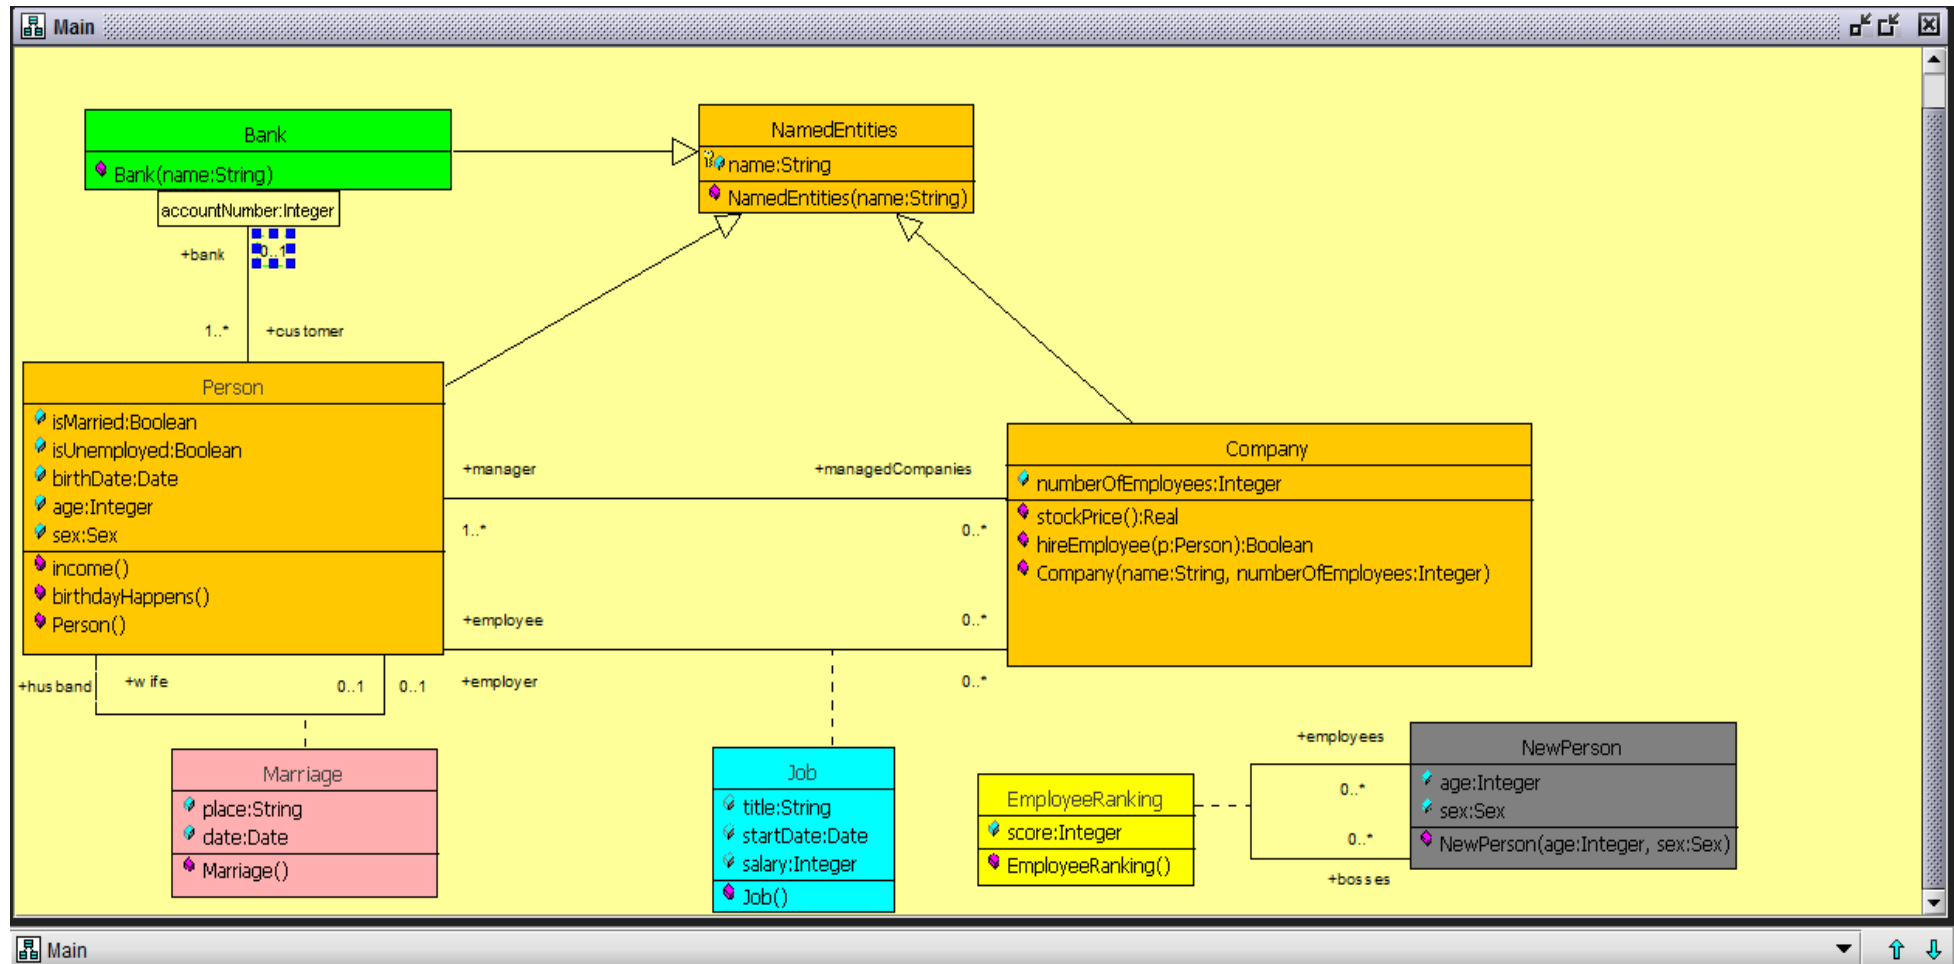 Main
Bank
Bank(name:String)
accountNumber:Integer
+bank
0..1
1..*
+customer
NamedEntities
name:String
NamedEntities(name:String)
Person
isMarried:Boolean
isUnemployed:Boolean
birthDate:Date
age:Integer
sex:Sex
income()
birthdayHappens()
Person()
+manager
+managedCompanies
1..*
0..*
+employee
0..*
+employer
0..*
Company
numberOfEmployees:Integer
stockPrice():Real
hireEmployee(p:Person):Boolean
Company(name:String, numberOfEmployees:Integer)
+husband
+wife
0..1
0..1
Marriage
place:String
date:Date
Marriage()
Job
title:String
startDate:Date
salary:Integer
Job()
EmployeeRanking
score:Integer
EmployeeRanking()
+employees
0..*
0..*
+bosses
NewPerson
age:Integer
sex:Sex
NewPerson(age:Integer, sex:Sex)
Main